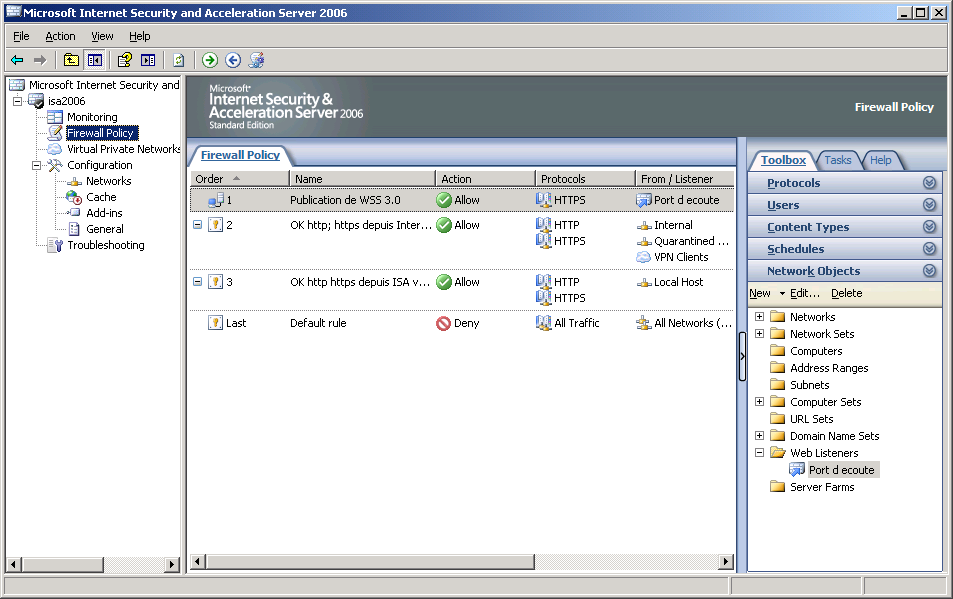 Microsoft Internet Security and Acceleration Server 2006
File Action View Help
Microsoft Internet Security and
isa2006
Monitoring
Firewall Policy
Virtual Private Networks
Configuration
Networks
Cache
Add-ins
General
Troubleshooting
Microsoft®
Internet Security &
Acceleration Server 2006
Standard Edition
Firewall Policy
Firewall Policy
Order Name Action Protocols From / Listener
1 Publication de WSS 3.0 Allow HTTPS Port d ecoute
2 OK http; https depuis Inter... Allow HTTP Internal
HTTPS Quarantined ...
VPN Clients
3 OK http https depuis ISA v... Allow HTTP Local Host
HTTPS
Last Default rule Deny All Traffic All Networks (...
Toolbox Tasks Help
Protocols
Users
Content Types
Schedules
Network Objects
New Edit... Delete
Networks
Network Sets
Computers
Address Ranges
Subnets
Computer Sets
URL Sets
Domain Name Sets
Web Listeners
Port d ecoute
Server Farms